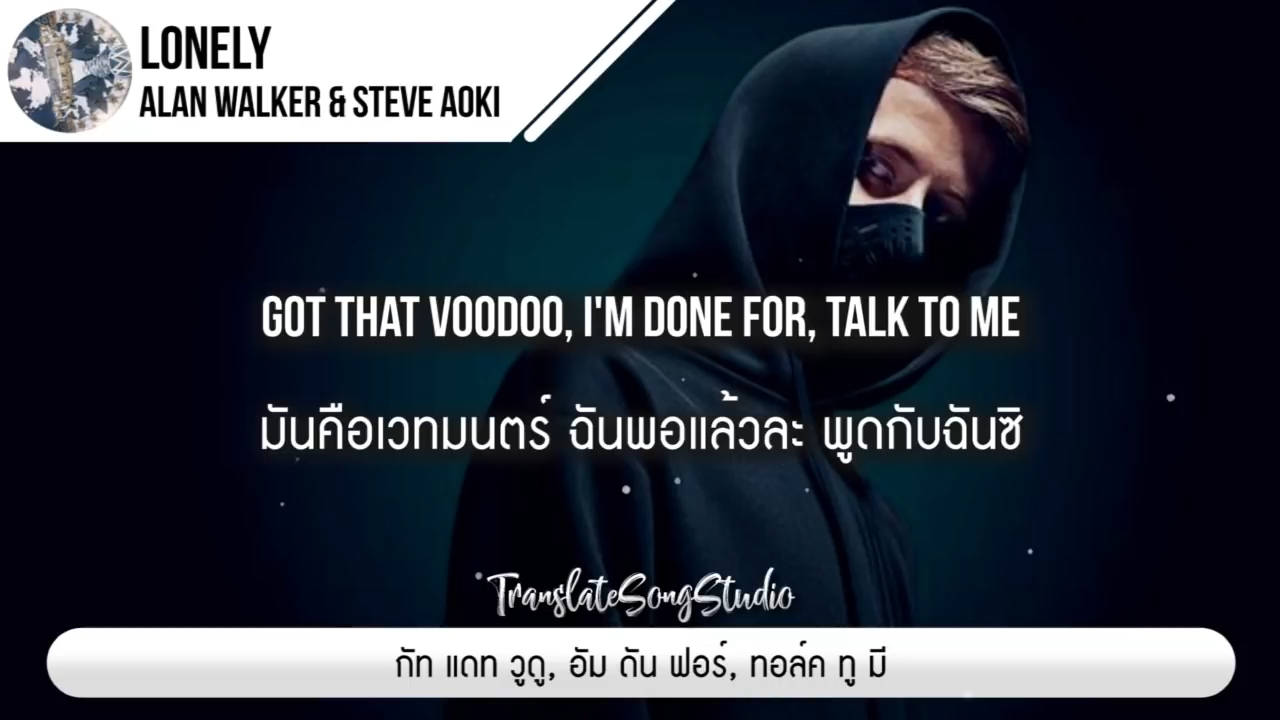 LONELY
ALAN WALKER & STEVE AOKI
GOT THAT VOODOO, I'M DONE FOR, TALK TO ME
มันคือเวทมนตร์ ฉันพอแล้วละ พูดกับฉันซิ
TranslateSongStudio
กัท แดท วูดู, อัม ดัน ฟอร์, ทอล์ค ทู มี